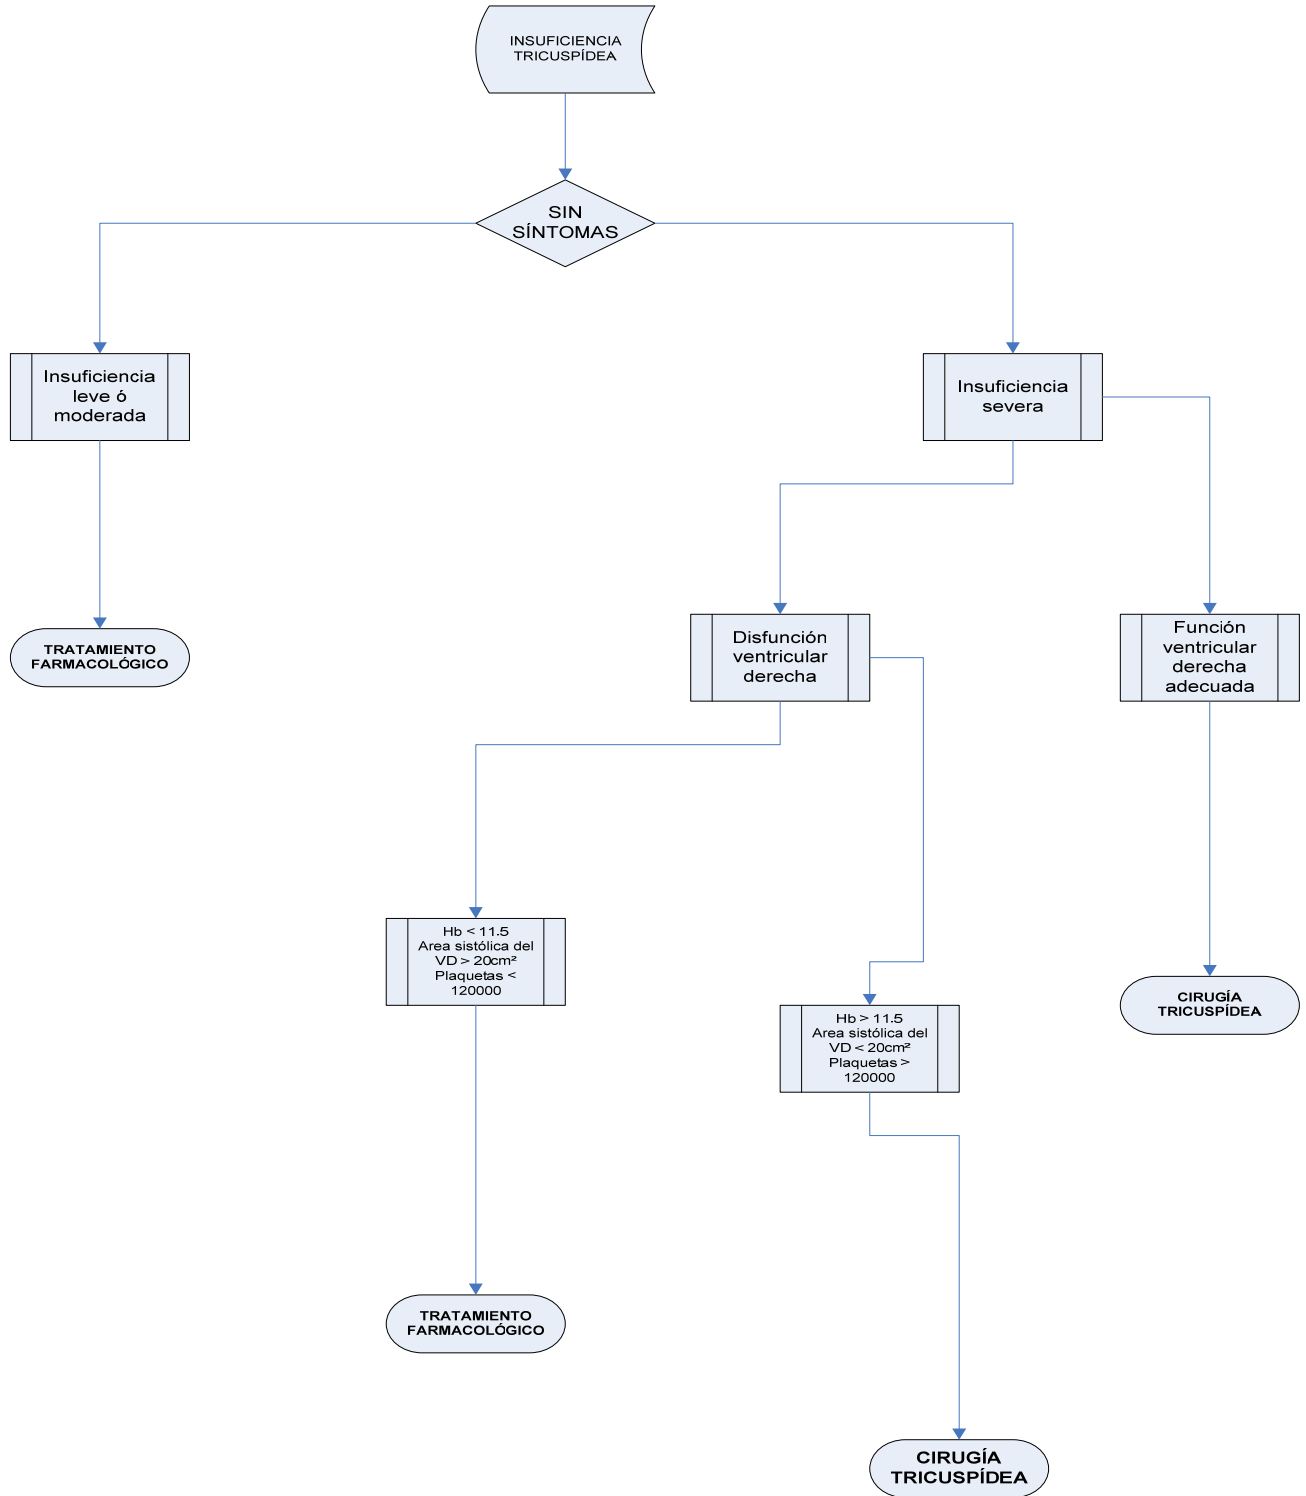 INSUFICIENCIA
TRICUSPÍDEA
SIN
SÍNTOMAS
Insuficiencia
leve ó
moderada
Insuficiencia
severa
TRATAMIENTO
FARMACOLÓGICO
Disfunción
ventricular
derecha
Función
ventricular
derecha
adecuada
Hb < 11.5
Area sistólica del
VD > 20cm²
Plaquetas <
120000
Hb > 11.5
Area sistólica del
VD < 20cm²
Plaquetas >
120000
CIRUGÍA
TRICUSPÍDEA
TRATAMIENTO
FARMACOLÓGICO
CIRUGÍA
TRICUSPÍDEA